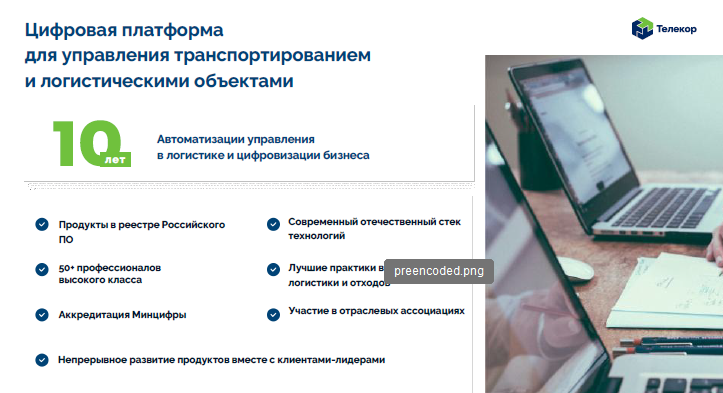 Цифровая платформа
для управления транспортированием
и логистическими объектами
Телекор
10
лет
Автоматизации управления
в логистике и цифровизации бизнеса
Продукты в реестре Российского
ПО
Современный отечественный стек
технологий
50+ профессионалов
высокого класса
Лучшие практики в
preencoded.png
логистики и отходов
Аккредитация Минцифры
Участие в отраслевых ассоциациях
Непрерывное развитие продуктов вместе с клиентами-лидерами